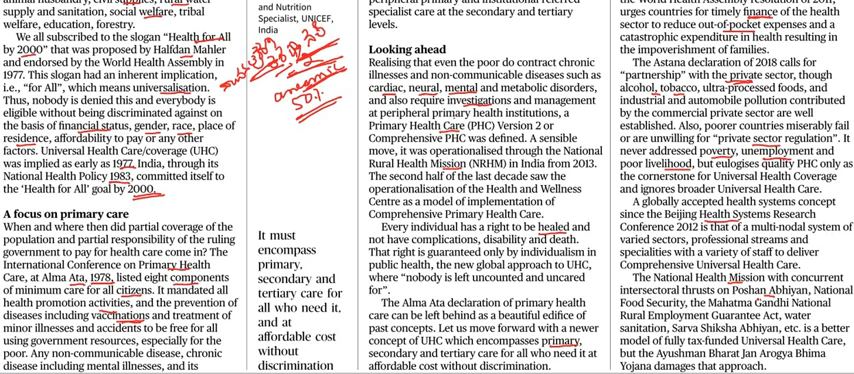 supply and sanitation, social welfare, tribal
welfare, education, forestry.
We all subscribed to the slogan “Health for All
by 2000” that was proposed by Halfdan Mahler
and endorsed by the World Health Assembly in
1977. This slogan had an inherent implication,
i.e., “for All”, which means universalisation.
Thus, nobody is denied this and everybody is
eligible without being discriminated against on
the basis of financial status, gender, race, place of
residence, affordability to pay or any other
factors. Universal Health Care/coverage (UHC)
was implied as early as 1977. India, through its
National Health Policy 1983, committed itself to
the ‘Health for All’ goal by 2000.
A focus on primary care
When and where then did partial coverage of the
population and partial responsibility of the ruling
government to pay for health care come in? The
International Conference on Primary Health
Care, at Alma Ata, 1978, listed eight components
of minimum care for all citizens. It mandated all
health promotion activities, and the prevention of
diseases including vaccinations and treatment of
minor illnesses and accidents to be free for all
using government resources, especially for the
poor. Any non-communicable disease, chronic
disease including mental illnesses, and its
and Nutrition
Specialist, UNICEF,
India
50%
It must
encompass
primary,
secondary and
tertiary care for
all who need it,
and at
affordable cost
without
discrimination
peripheral primary and institutional referred
specialist care at the secondary and tertiary
levels.
Looking ahead
Realising that even the poor do contract chronic
illnesses and non-communicable diseases such as
cardiac, neural, mental and metabolic disorders,
and also require investigations and management
at peripheral primary health institutions, a
Primary Health Care (PHC) Version 2 or
Comprehensive PHC was defined. A sensible
move, it was operationalised through the National
Rural Health Mission (NRHM) in India from 2013.
The second half of the last decade saw the
operationalisation of the Health and Wellness
Centre as a model of implementation of
Comprehensive Primary Health Care.
Every individual has a right to be healed and
not have complications, disability and death.
That right is guaranteed only by individualism in
public health, the new global approach to UHC,
where “nobody is left uncounted and uncared
for”.
The Alma Ata declaration of primary health
care can be left behind as a beautiful edifice of
past concepts. Let us move forward with a newer
concept of UHC which encompasses primary,
secondary and tertiary care for all who need it at
affordable cost without discrimination.
urges countries for timely finance of the health
sector to reduce out-of-pocket expenses and a
catastrophic expenditure in health resulting in
the impoverishment of families.
The Astana declaration of 2018 calls for
“partnership” with the private sector, though
alcohol, tobacco, ultra-processed foods, and
industrial and automobile pollution contributed
by the commercial private sector are well
established. Also, poorer countries miserably fail
or are unwilling for “private sector regulation”. It
never addressed poverty, unemployment and
poor livelihood, but eulogises quality PHC only as
the cornerstone for Universal Health Coverage
and ignores broader Universal Health Care.
A globally accepted health systems concept
since the Beijing Health Systems Research
Conference 2012 is that of a multi-nodal system of
varied sectors, professional streams and
specialities with a variety of staff to deliver
Comprehensive Universal Health Care.
The National Health Mission with concurrent
intersectoral thrusts on Poshan Abhiyan, National
Food Security, the Mahatma Gandhi National
Rural Employment Guarantee Act, water
sanitation, Sarva Shiksha Abhiyan, etc. is a better
model of fully tax-funded Universal Health Care,
but the Ayushman Bharat Jan Arogya Bhima
Yojana damages that approach.